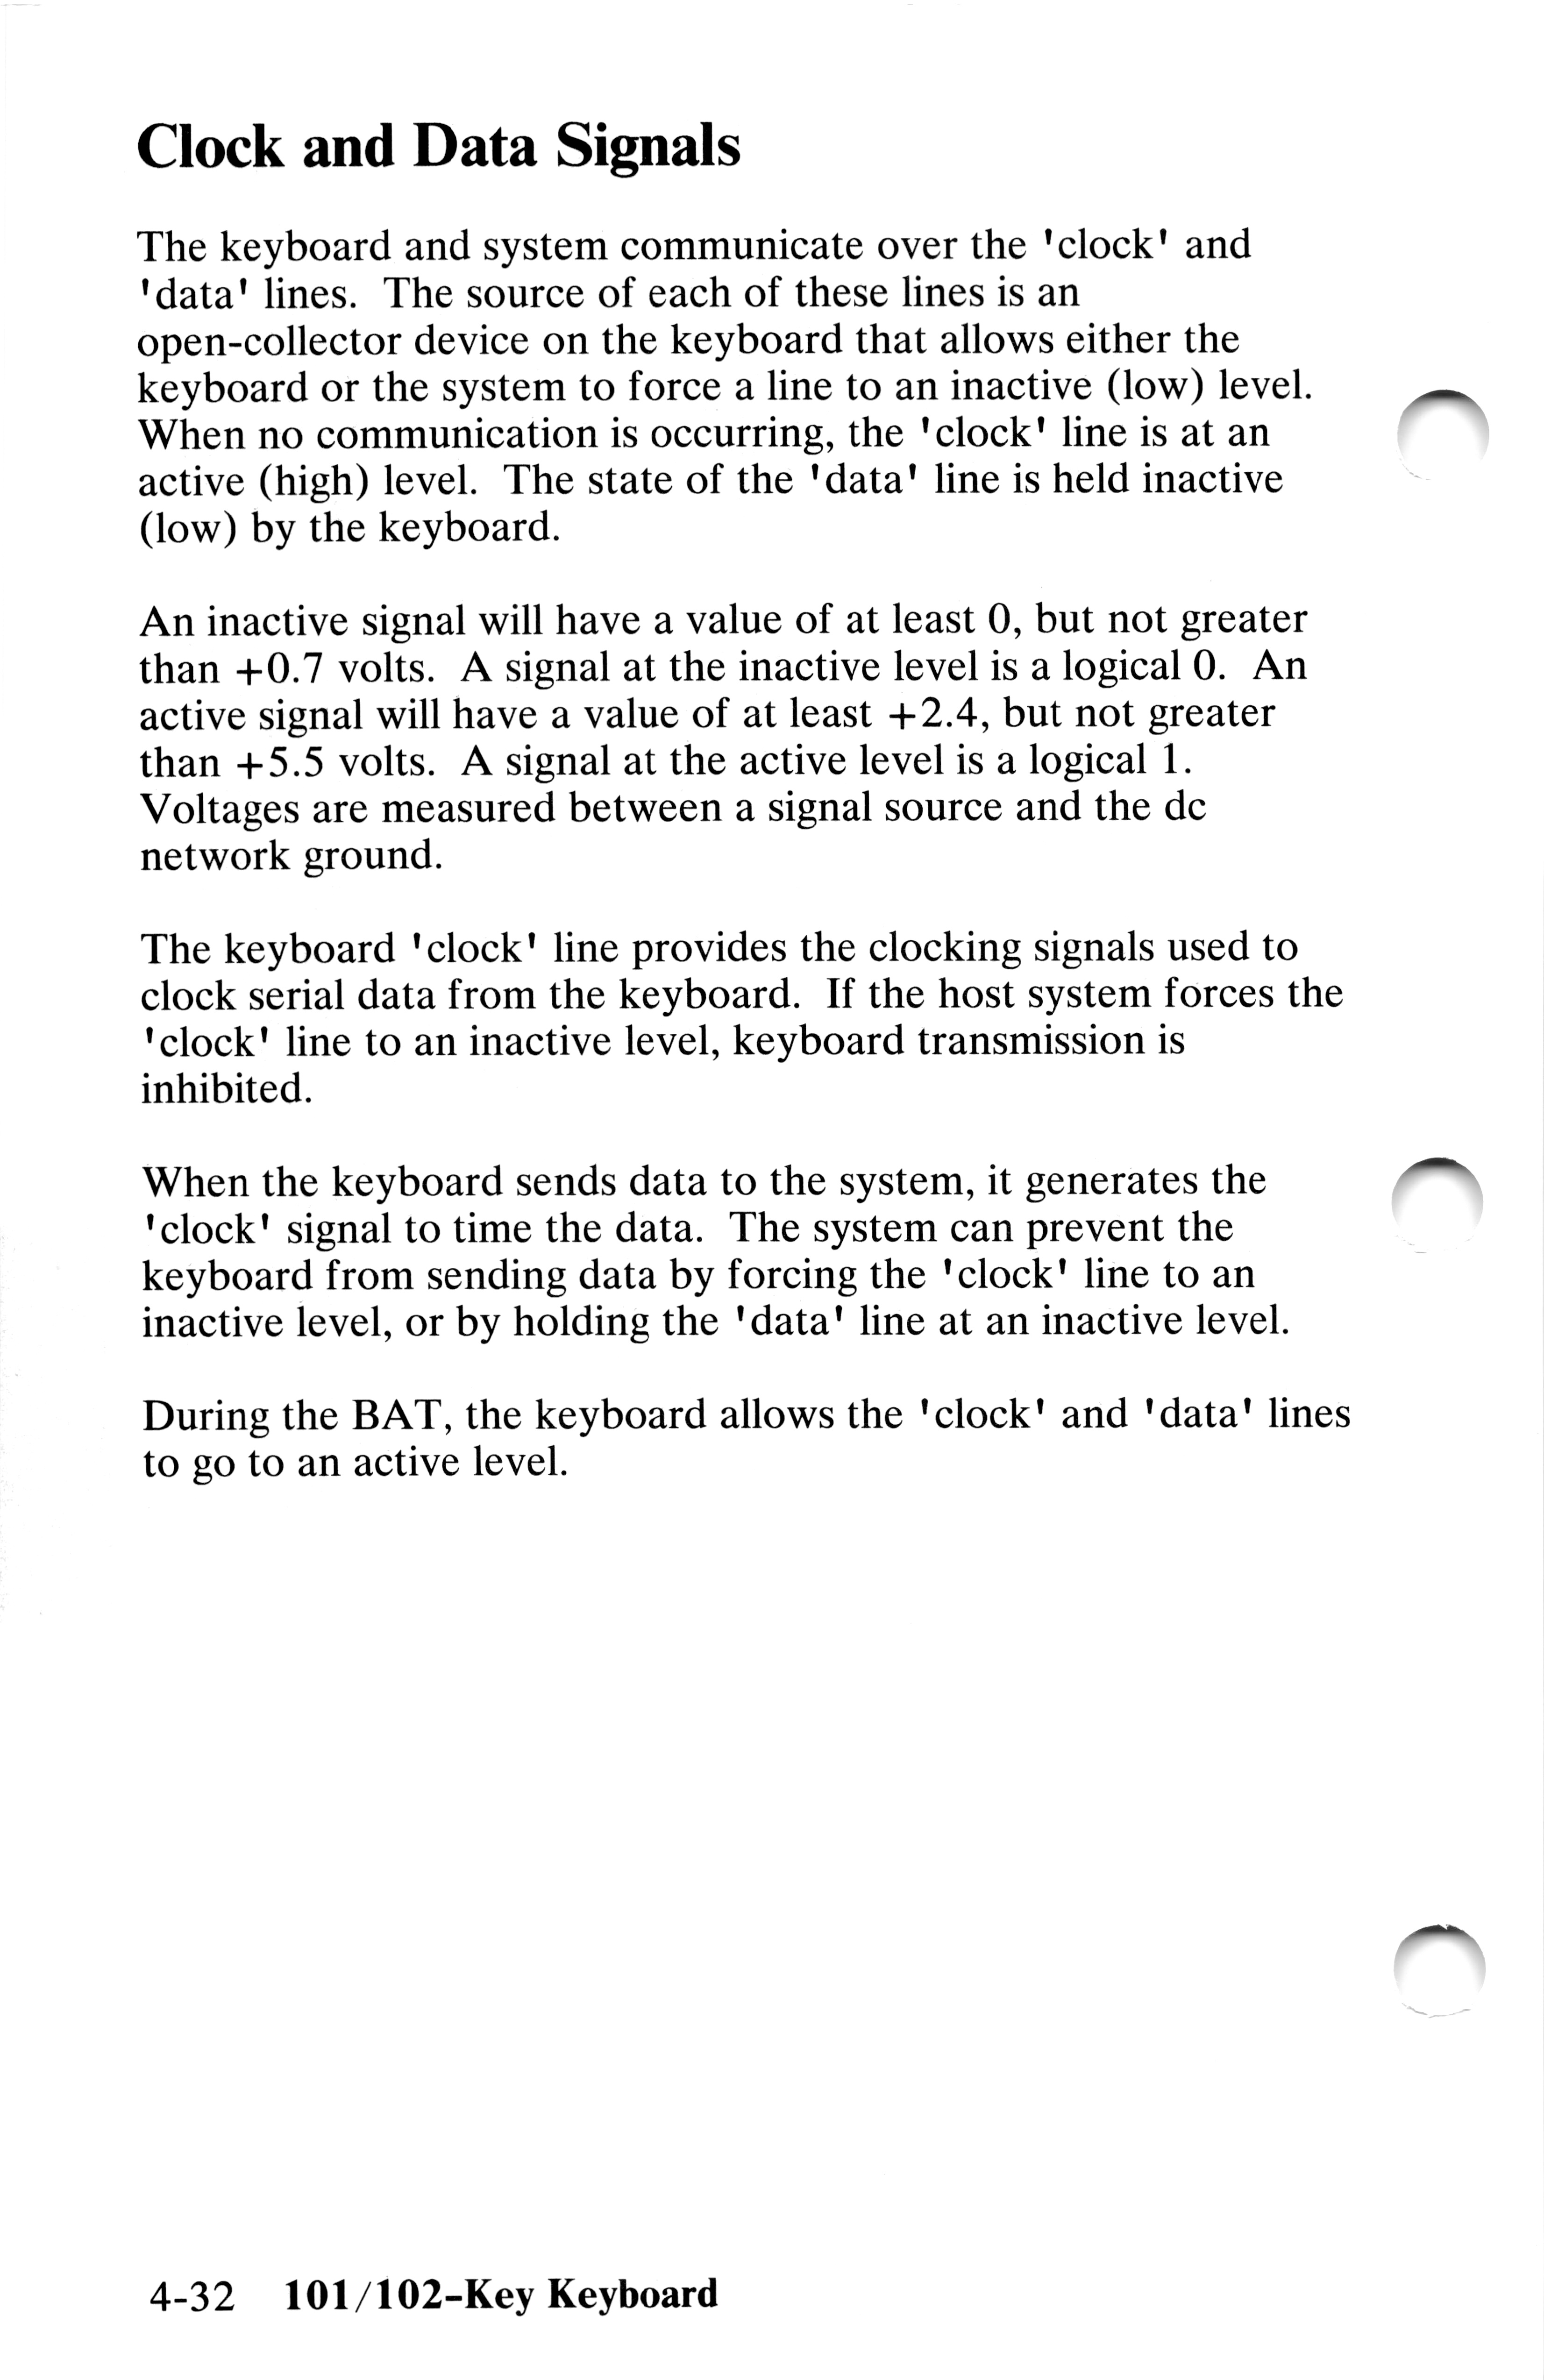 Clock and Data Signals
The keyboard and system communicate over the 'clock' and
'data' lines. The source of each of these lines is an
open-collector device on the keyboard that allows either the
keyboard or the system to force a line to an inactive (low) level.
When no communication is occurring, the 'clock' line is at an
active (high) level. The state of the 'data' line is held inactive
(low) by the keyboard.
An inactive signal will have a value of at least 0, but not greater
than +0.7 volts. A signal at the inactive level is a logical 0. An
active signal will have a value of at least +2.4, but not greater
than +5.5 volts. A signal at the active level is a logical 1.
Voltages are measured between a signal source and the dc
network ground.
The keyboard 'clock' line provides the clocking signals used to
clock serial data from the keyboard. If the host system forces the
'clock' line to an inactive level, keyboard transmission is
inhibited.
When the keyboard sends data to the system, it generates the
'clock' signal to time the data. The system can prevent the
keyboard from sending data by forcing the 'clock' line to an
inactive level, or by holding the 'data' line at an inactive level.
During the BAT, the keyboard allows the 'clock' and 'data' lines
to go to an active level.
4-32 101/102-Key Keyboard